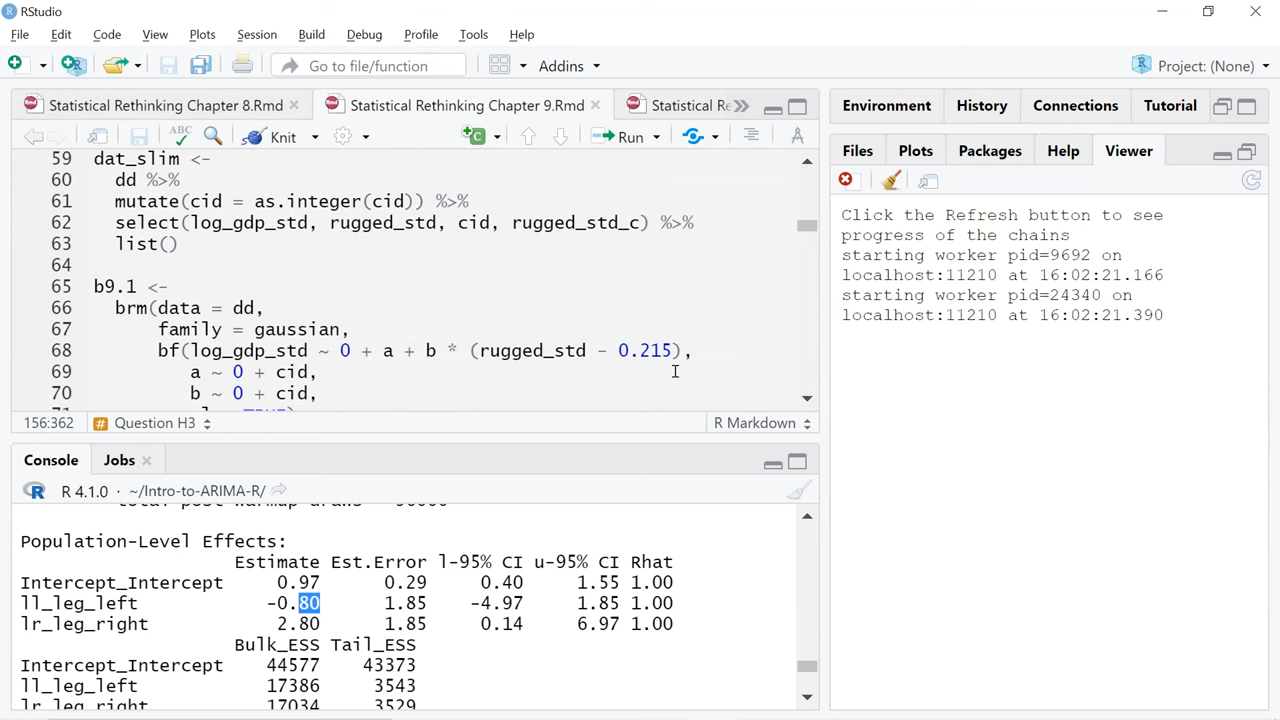 RStudio
File Edit Code View Plots Session Build Debug Profile Tools Help
Go to file/function Addins Project: (None)
Statistical Rethinking Chapter 8.Rmd Statistical Rethinking Chapter 9.Rmd Statistical Re
ABC Knit Run
59 dat_slim <-
60 dd %>%
61 mutate(cid = as.integer(cid)) %>%
62 select(log_gdp_std, rugged_std, cid, rugged_std_c) %>%
63 list()
64
65 b9.1 <-
66 brm(data = dd,
67 family = gaussian,
68 bf(log_gdp_std ~ 0 + a + b * (rugged_std - 0.215),
69 a ~ 0 + cid,
70 b ~ 0 + cid,
156:362 Question H3 R Markdown
Console Jobs
R 4.1.0 · ~/Intro-to-ARIMA-R/
Population-Level Effects:
Estimate Est.Error l-95% CI u-95% CI Rhat
Intercept_Intercept 0.97 0.29 0.40 1.55 1.00
ll_leg_left -0.80 1.85 -4.97 1.85 1.00
lr_leg_right 2.80 1.85 0.14 6.97 1.00
Bulk_ESS Tail_ESS
Intercept_Intercept 44577 43373
ll_leg_left 17386 3543
lr_leg_right 17034 3529
Environment History Connections Tutorial
Files Plots Packages Help Viewer
Click the Refresh button to see
progress of the chains
starting worker pid=9692 on
localhost:11210 at 16:02:21.166
starting worker pid=24340 on
localhost:11210 at 16:02:21.390